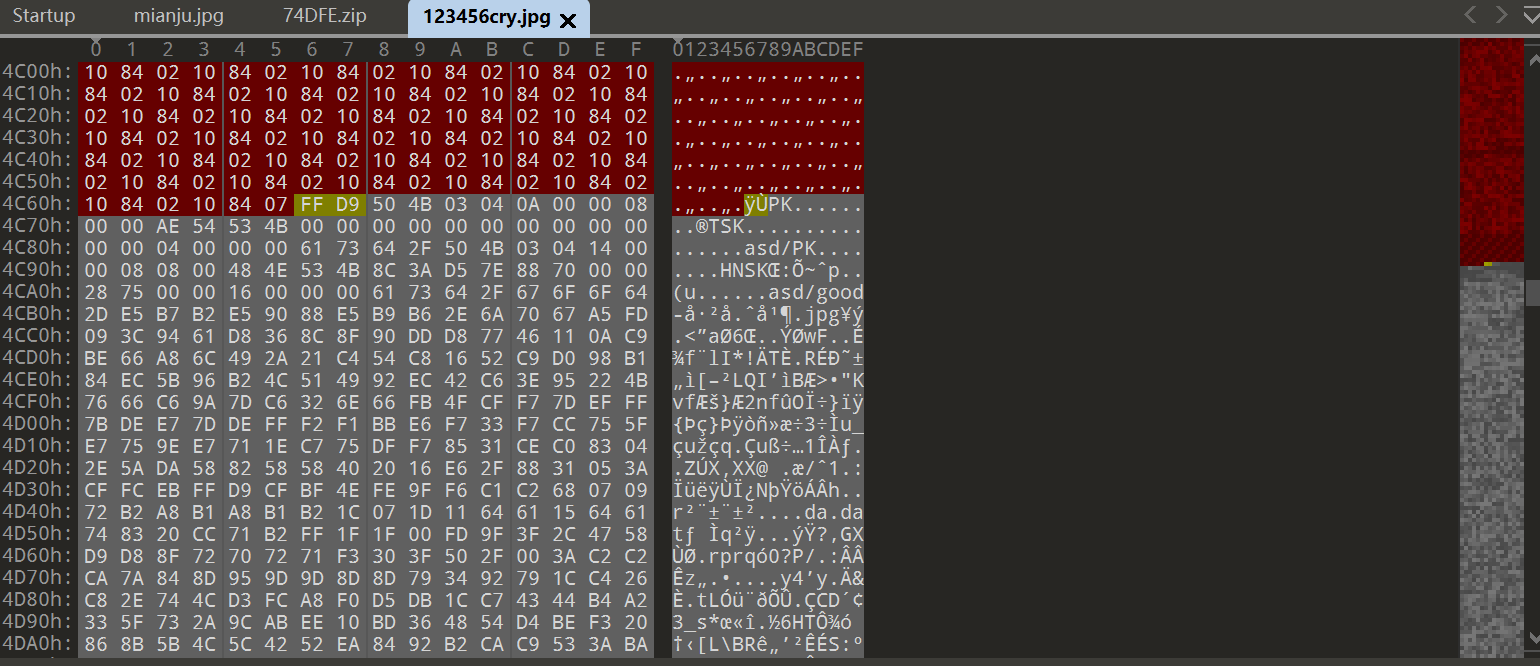 Startup mianju.jpg 74DFE.zip 123456cry.jpg
0 1 2 3 4 5 6 7 8 9 A B C D E F 0123456789ABCDEF
4C00h: 10 84 02 10 84 02 10 84 02 10 84 02 10 84 02 10 .„..„..„..„..„..
4C10h: 84 02 10 84 02 10 84 02 10 84 02 10 84 02 10 84 „..„..„..„..„..„
4C20h: 02 10 84 02 10 84 02 10 84 02 10 84 02 10 84 02 ..„..„..„..„..„.
4C30h: 10 84 02 10 84 02 10 84 02 10 84 02 10 84 02 10 .„..„..„..„..„..
4C40h: 84 02 10 84 02 10 84 02 10 84 02 10 84 02 10 84 „..„..„..„..„..„
4C50h: 02 10 84 02 10 84 02 10 84 02 10 84 02 10 84 02 ..„..„..„..„..„.
4C60h: 10 84 02 10 84 07 FF D9 50 4B 03 04 0A 00 00 08 .„..„.ÿÙPK......
4C70h: 00 00 AE 54 53 4B 00 00 00 00 00 00 00 00 00 00 ..®TSK..........
4C80h: 00 00 04 00 00 00 61 73 64 2F 50 4B 03 04 14 00 ......asd/PK....
4C90h: 00 08 08 00 48 4E 53 4B 8C 3A D5 7E 88 70 00 00 ....HNSKŒ:Õ~ˆp..
4CA0h: 28 75 00 00 16 00 00 00 61 73 64 2F 67 6F 6F 64 (u......asd/good
4CB0h: 2D E5 B7 B2 E5 90 88 E5 B9 B6 2E 6A 70 67 A5 FD -å·²å.ˆå¹¶.jpg¥ý
4CC0h: 09 3C 94 61 D8 36 8C 8F 90 DD D8 77 46 11 0A C9 .<”aØ6Œ..ÝØwF..É
4CD0h: BE 66 A8 6C 49 2A 21 C4 54 C8 16 52 C9 D0 98 B1 ¾f¨lI*!ÄTÈ.RÉÐ˜±
4CE0h: 84 EC 5B 96 B2 4C 51 49 92 EC 42 C6 3E 95 22 4B „ì[–²LQI’ìBÆ>•"K
4CF0h: 76 66 C6 9A 7D C6 32 6E 66 FB 4F CF F7 7D EF FF vfÆš}Æ2nfûOÏ÷}ïÿ
4D00h: 7B DE E7 7D DE FF F2 F1 BB E6 F7 33 F7 CC 75 5F {Þç}Þÿòñ»æ÷3÷Ìu_
4D10h: E7 75 9E E7 71 1E C7 75 DF F7 85 31 CE C0 83 04 çužçq.Çuß÷…1ÎÀƒ.
4D20h: 2E 5A DA 58 82 58 58 40 20 16 E6 2F 88 31 05 3A .ZÚX‚XX@ .æ/ˆ1.:
4D30h: CF FC EB FF D9 CF BF 4E FE 9F F6 C1 C2 68 07 09 ÏüëÿÙÏ¿NþŸöÁÂh..
4D40h: 72 B2 A8 B1 A8 B1 B2 1C 07 1D 11 64 61 15 64 61 r²¨±¨±²....da.da
4D50h: 74 83 20 CC 71 B2 FF 1F 1F 00 FD 9F 3F 2C 47 58 tƒ Ìq²ÿ...ýŸ?,GX
4D60h: D9 D8 8F 72 70 72 71 F3 30 3F 50 2F 00 3A C2 C2 ÙØ.rprqó0?P/.:ÂÂ
4D70h: CA 7A 84 8D 95 9D 9D 8D 8D 79 34 92 79 1C C4 26 Êz„.•....y4’y.Ä&
4D80h: C8 2E 74 4C D3 FC A8 F0 D5 DB 1C C7 43 44 B4 A2 È.tLÓü¨ðÕÛ.ÇCD´¢
4D90h: 33 5F 73 2A 9C AB EE 10 BD 36 48 54 D4 BE F3 20 3_s*œ«î.½6HTÔ¾ó
4DA0h: 86 8B 5B 4C 5C 42 52 EA 84 92 B2 CA C9 53 3A BA †‹[L\BRê„’²ÊÉS:º